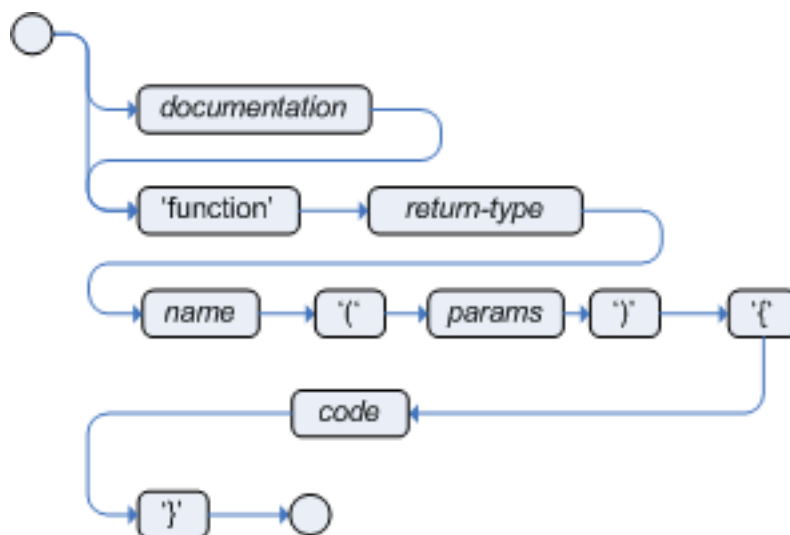 documentation
'function' return-type
name '(' params ')' '{'
code
'}'